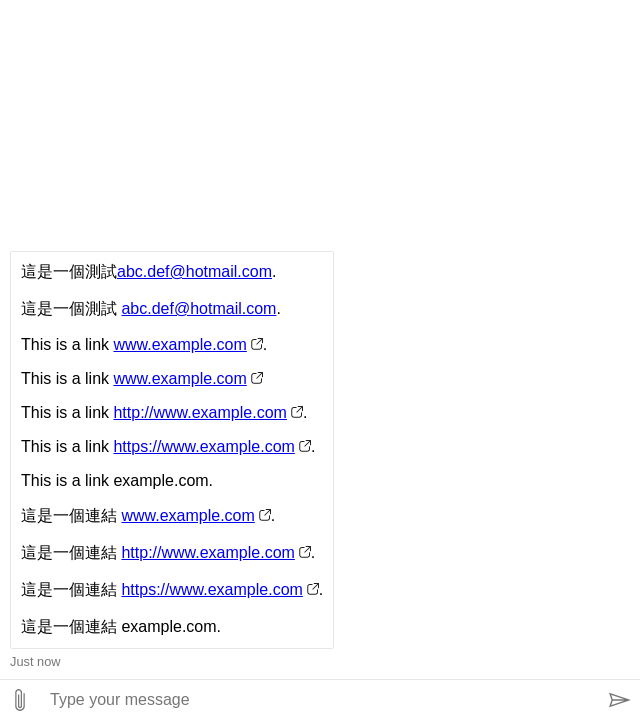 這是一個測試abc.def@hotmail.com.
這是一個測試 abc.def@hotmail.com.
This is a link www.example.com.
This is a link www.example.com
This is a link http://www.example.com.
This is a link https://www.example.com.
This is a link example.com.
這是一個連結 www.example.com.
這是一個連結 http://www.example.com.
這是一個連結 https://www.example.com.
這是一個連結 example.com.
Just now
Type your message